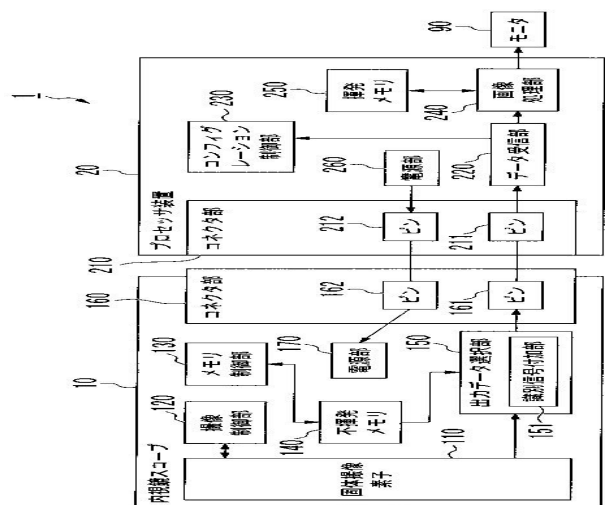 1
10
内視鏡スコープ
110
固体撮像
素子
120
撮像
制御部
130
メモリ
制御部
140
不揮発
メモリ
150
出力データ選択部
151
識別信号付加部
170
電源部
160
コネクタ部
162
ピン
161
ピン
20
プロセッサ装置
210
コネクタ部
212
ピン
211
ピン
260
電源部
230
コンフィグ
レーション
制御部
220
データ受信部
250
揮発
メモリ
240
画像
処理部
90
モニタ